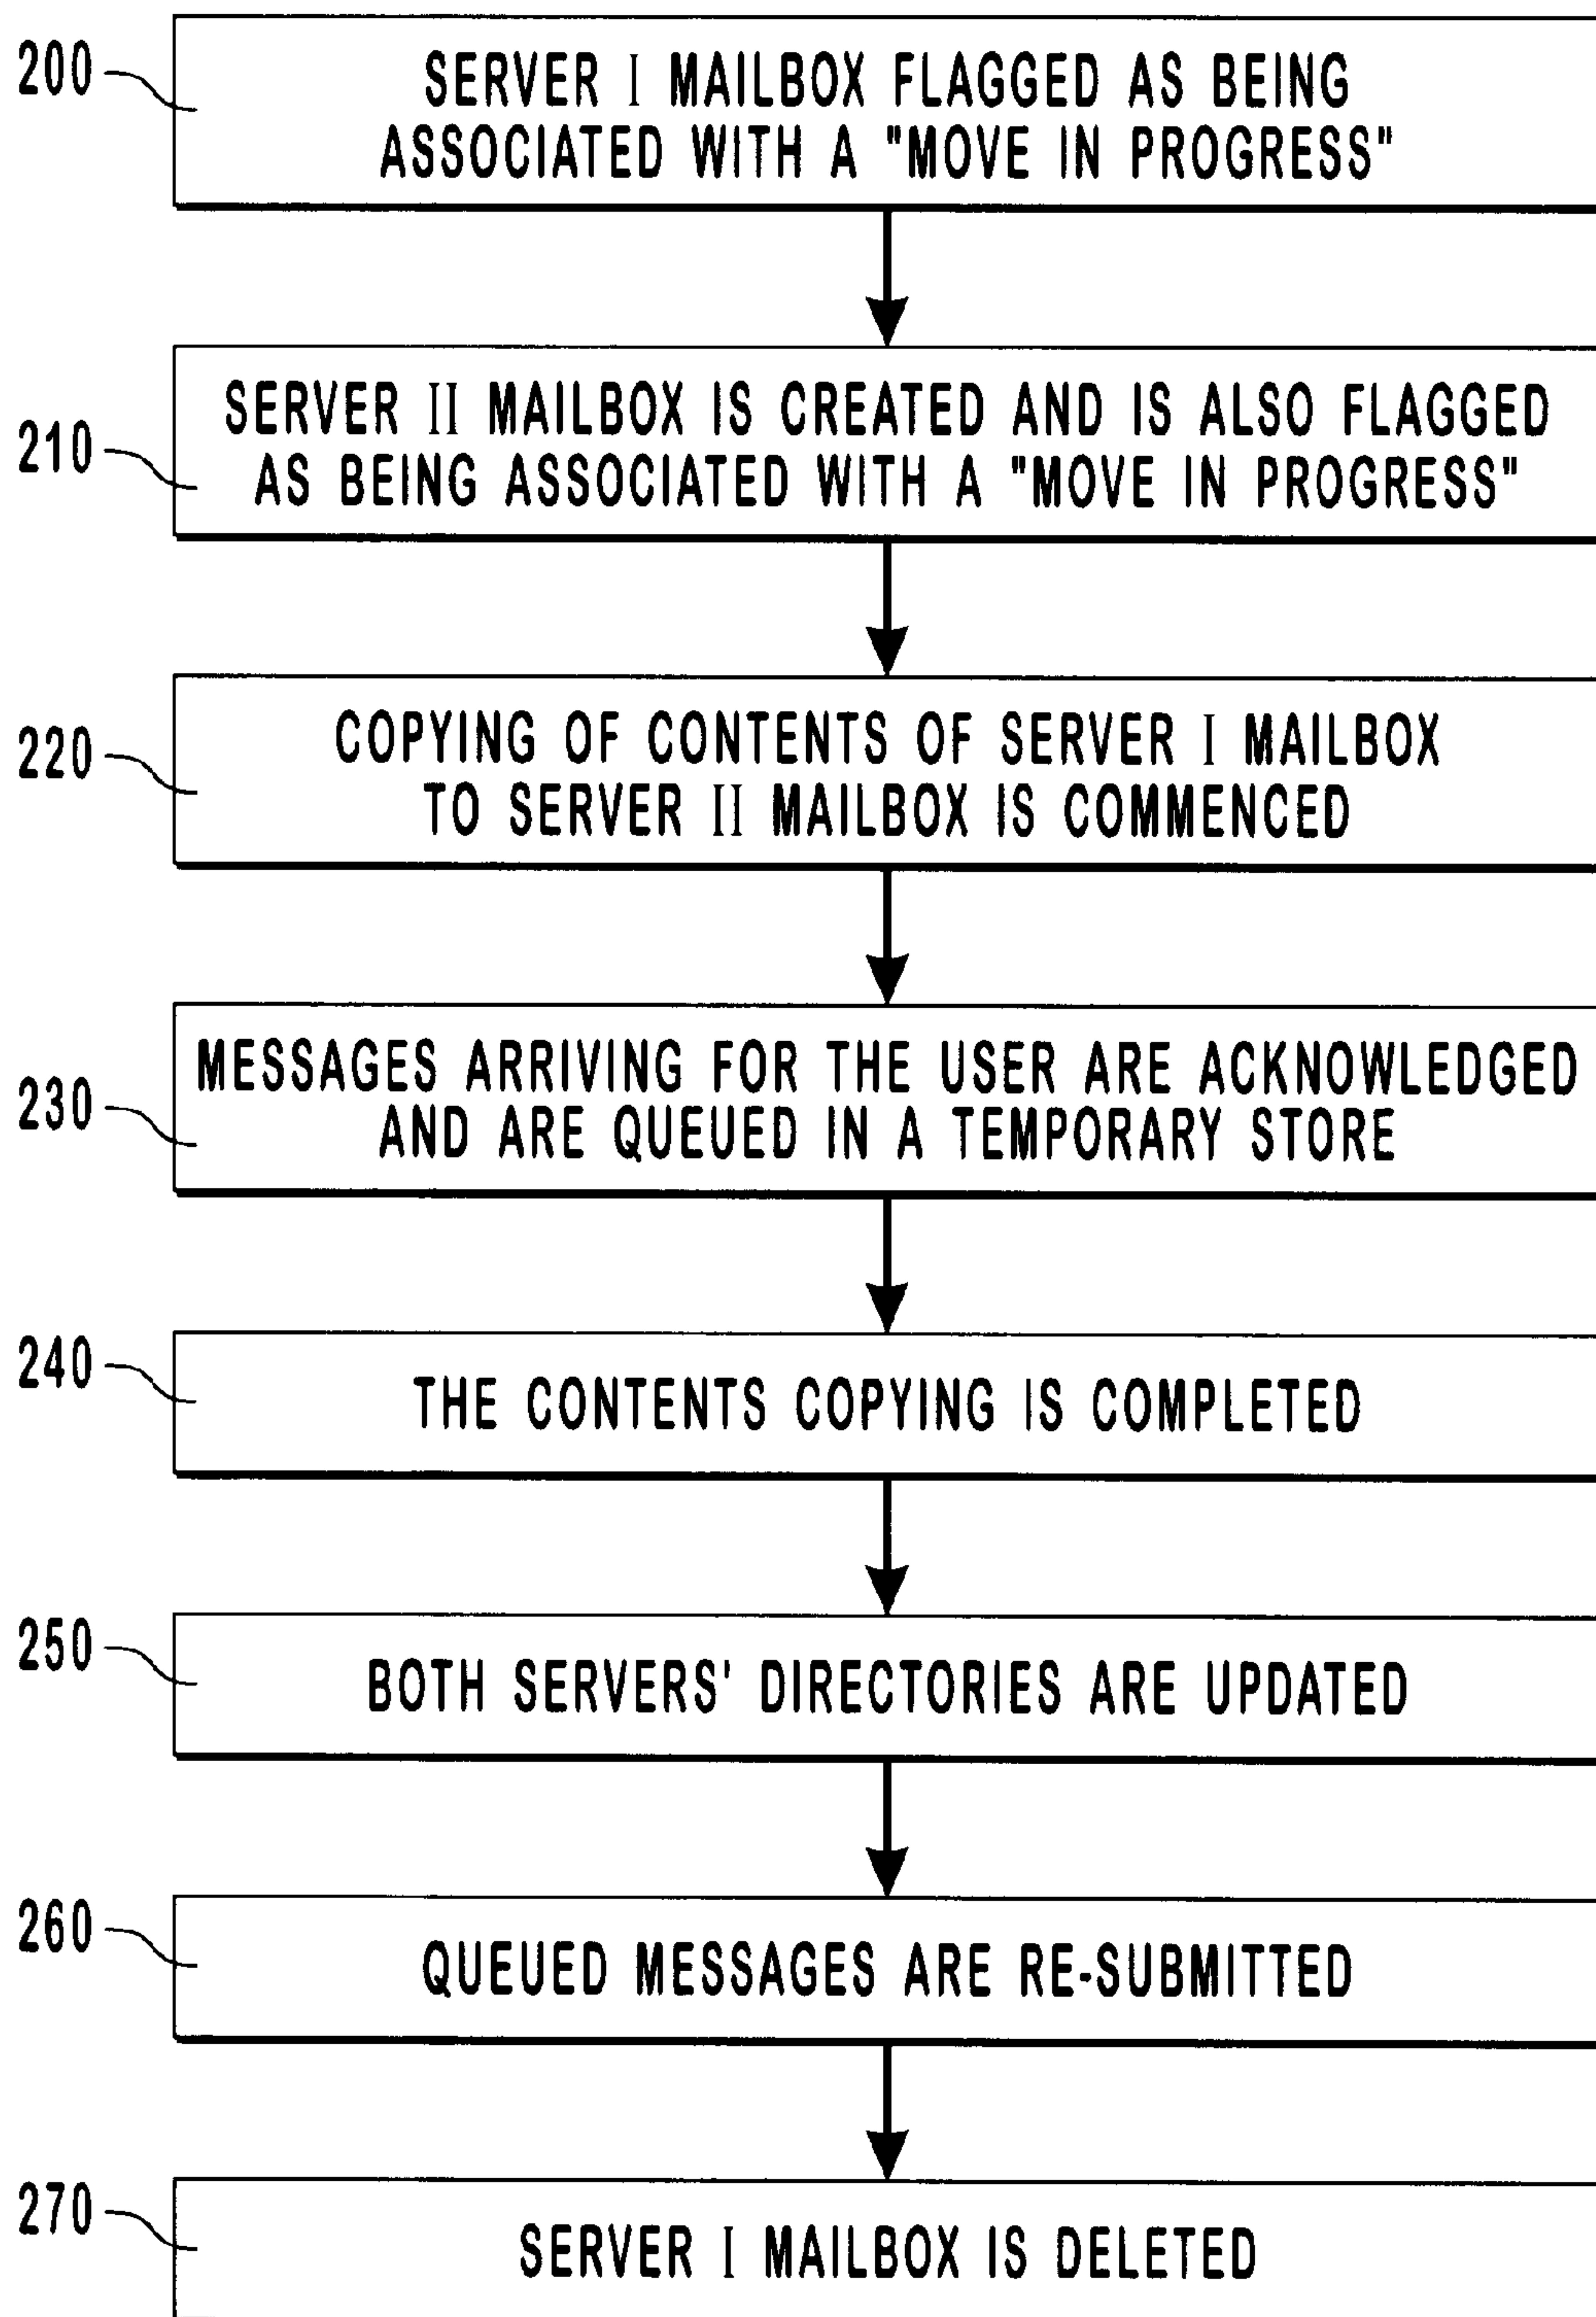 200
SERVER I MAILBOX FLAGGED AS BEING
ASSOCIATED WITH A "MOVE IN PROGRESS"
210
SERVER II MAILBOX IS CREATED AND IS ALSO FLAGGED
AS BEING ASSOCIATED WITH A "MOVE IN PROGRESS"
220
COPYING OF CONTENTS OF SERVER I MAILBOX
TO SERVER II MAILBOX IS COMMENCED
230
MESSAGES ARRIVING FOR THE USER ARE ACKNOWLEDGED
AND ARE QUEUED IN A TEMPORARY STORE
240
THE CONTENTS COPYING IS COMPLETED
250
BOTH SERVERS' DIRECTORIES ARE UPDATED
260
QUEUED MESSAGES ARE RE-SUBMITTED
270
SERVER I MAILBOX IS DELETED